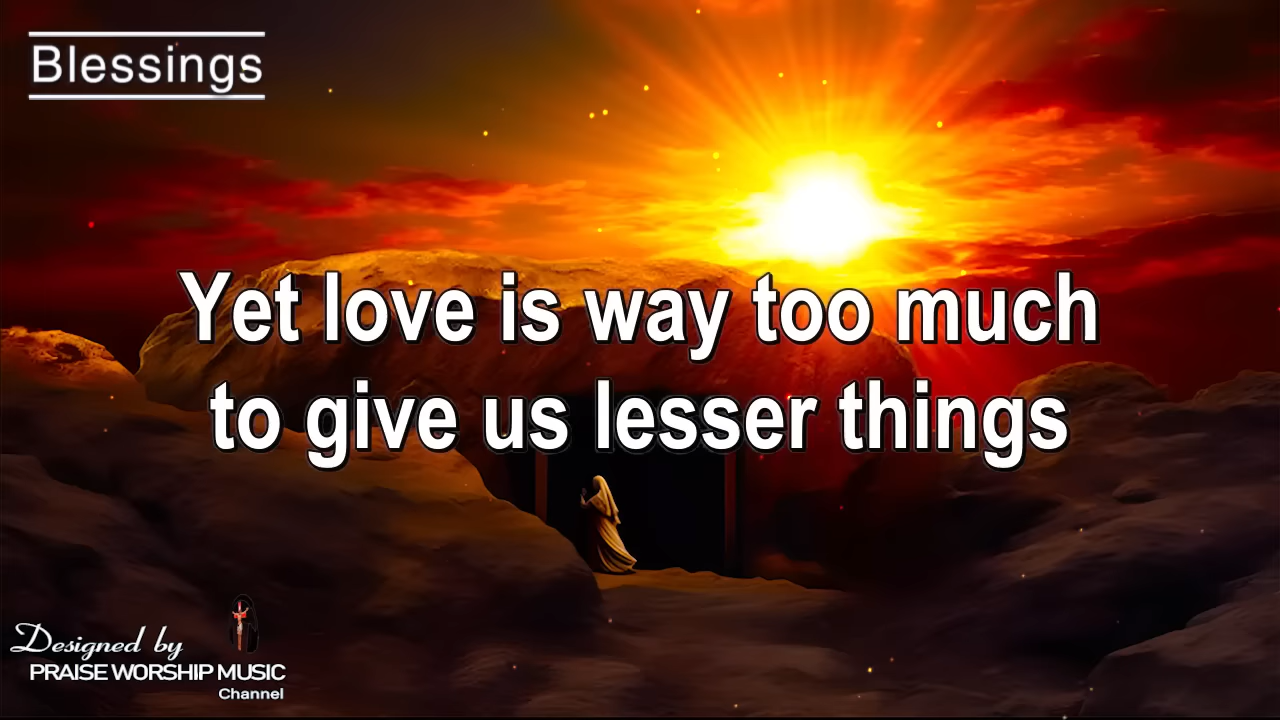 Blessings
Yet love is way too much
to give us lesser things
Designed by
PRAISE WORSHIP MUSIC
Channel